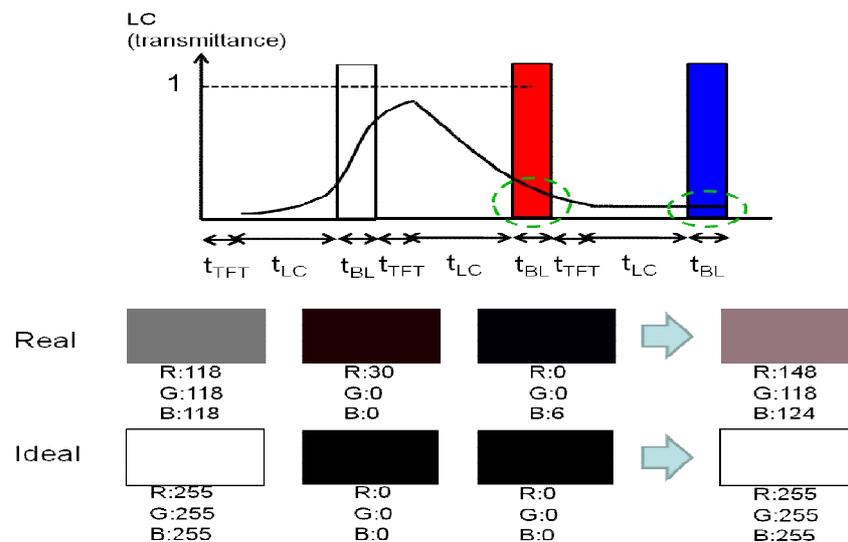 LC
(transmittance)
1
tTFT tLC tBL tTFT tLC tBL tTFT tLC tBL
Real
R:118 R:30 R:0 R:148
G:118 G:0 G:0 G:118
B:118 B:0 B:6 B:124
Ideal
R:255 R:0 R:0 R:255
G:255 G:0 G:0 G:255
B:255 B:0 B:0 B:255